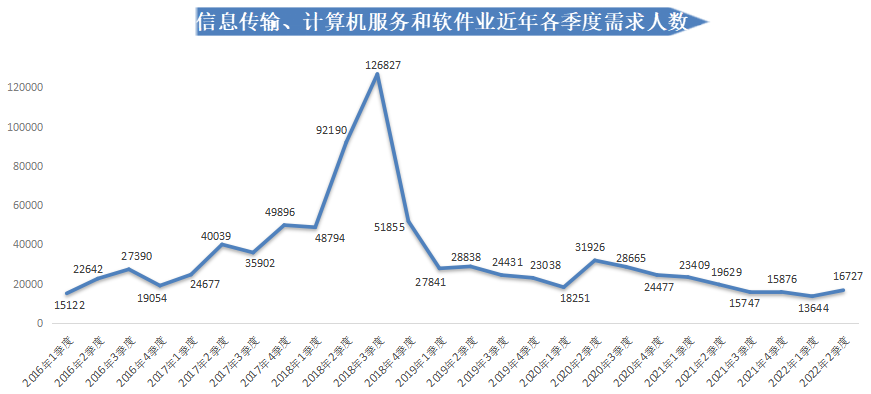 信息传输、计算机服务和软件业近年各季度需求人数
120000
100000
80000
60000
40000
20000
0
15122
22642
27390
19054
24677
40039
35902
49896
48794
92190
126827
51855
27841
28838
24431
23038
18251
31926
28665
24477
23409
19629
15747
15876
13644
16727
2016年1季度
2016年2季度
2016年3季度
2016年4季度
2017年1季度
2017年2季度
2017年3季度
2017年4季度
2018年1季度
2018年2季度
2018年3季度
2018年4季度
2019年1季度
2019年2季度
2019年3季度
2019年4季度
2020年1季度
2020年2季度
2020年3季度
2020年4季度
2021年1季度
2021年2季度
2021年3季度
2021年4季度
2022年1季度
2022年2季度